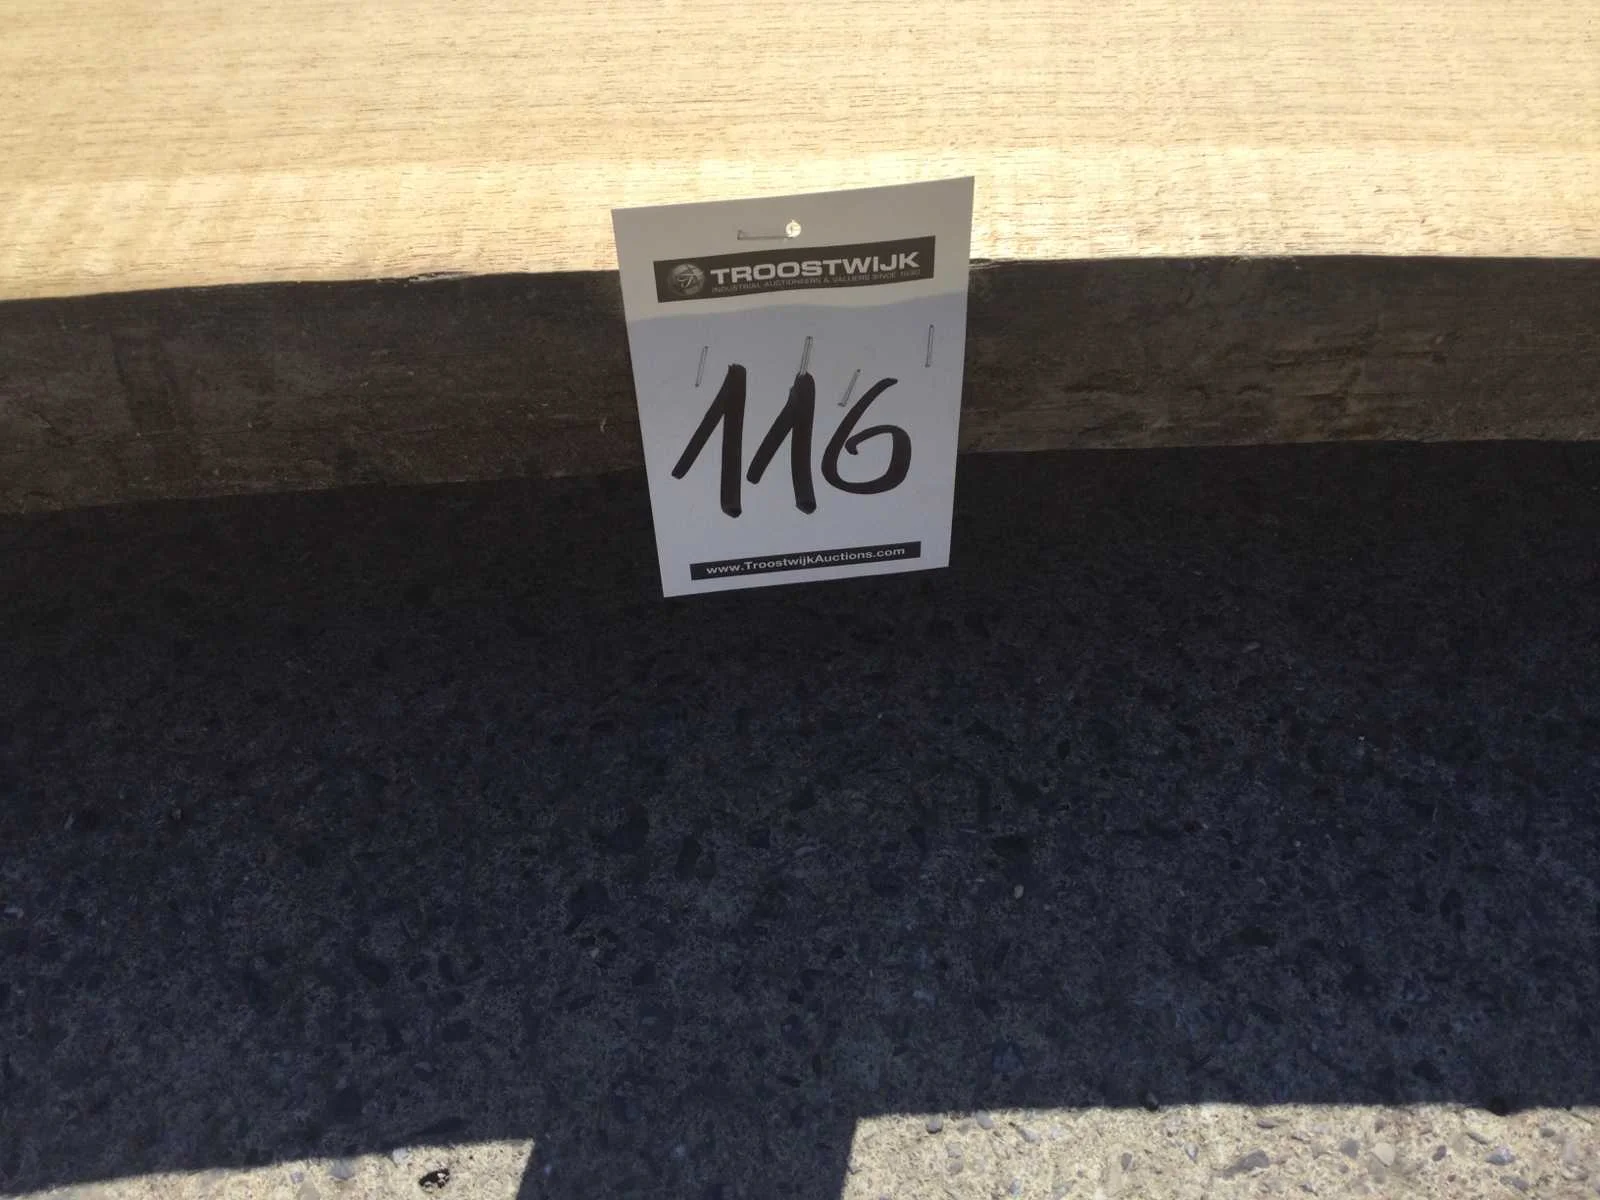 TROOSTWIJK
INDUSTRIAL AUCTIONEERS & VALUERS SINCE 1930
116
www.TroostwijkAuctions.com